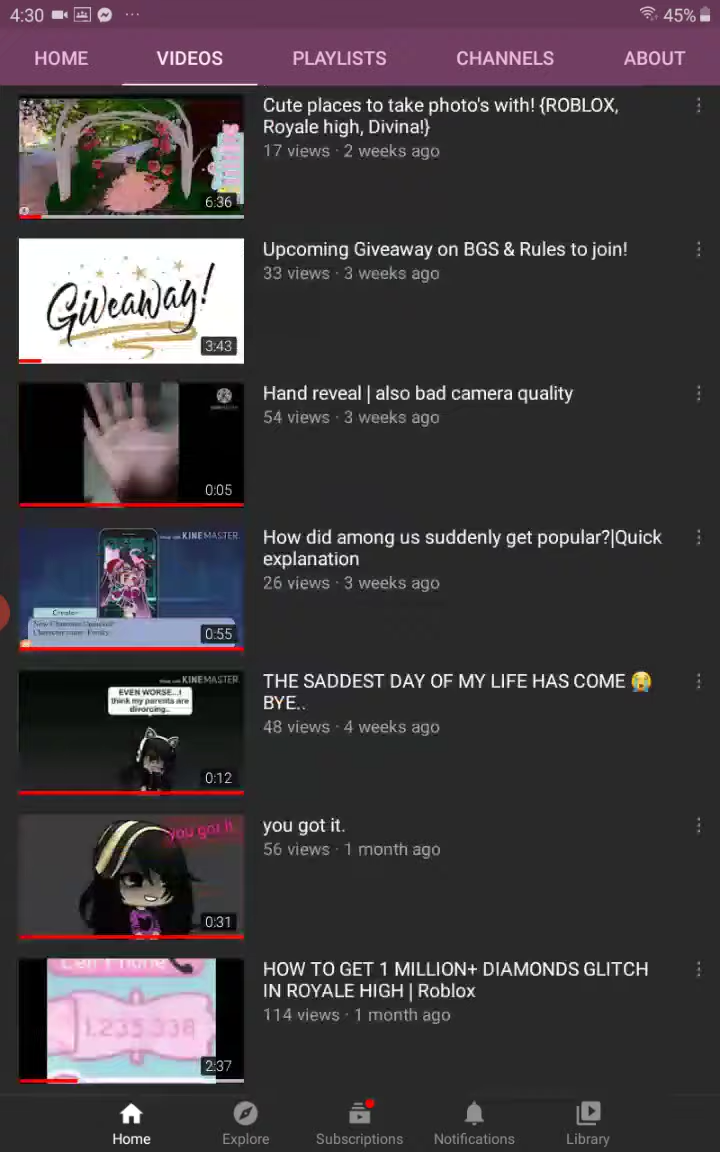 4:30 ··· 45%
HOME VIDEOS PLAYLISTS CHANNELS ABOUT
Cute places to take photo's with! {ROBLOX,
Royale high, Divina!}
17 views · 2 weeks ago
6:36
Upcoming Giveaway on BGS & Rules to join!
33 views · 3 weeks ago
Giveaway!
3:43
Hand reveal | also bad camera quality
54 views · 3 weeks ago
0:05
How did among us suddenly get popular?|Quick
explanation
26 views · 3 weeks ago
KINEMASTER
Creator
0:55
THE SADDEST DAY OF MY LIFE HAS COME 😭
BYE..
48 views · 4 weeks ago
KINEMASTER
EVEN WORSE...I
think my parents are
divorcing..
0:12
you got it.
56 views · 1 month ago
you got it.
0:31
HOW TO GET 1 MILLION+ DIAMONDS GLITCH
IN ROYALE HIGH | Roblox
114 views · 1 month ago
Cell Phone
1,235,338
2:37
Home Explore Subscriptions Notifications Library